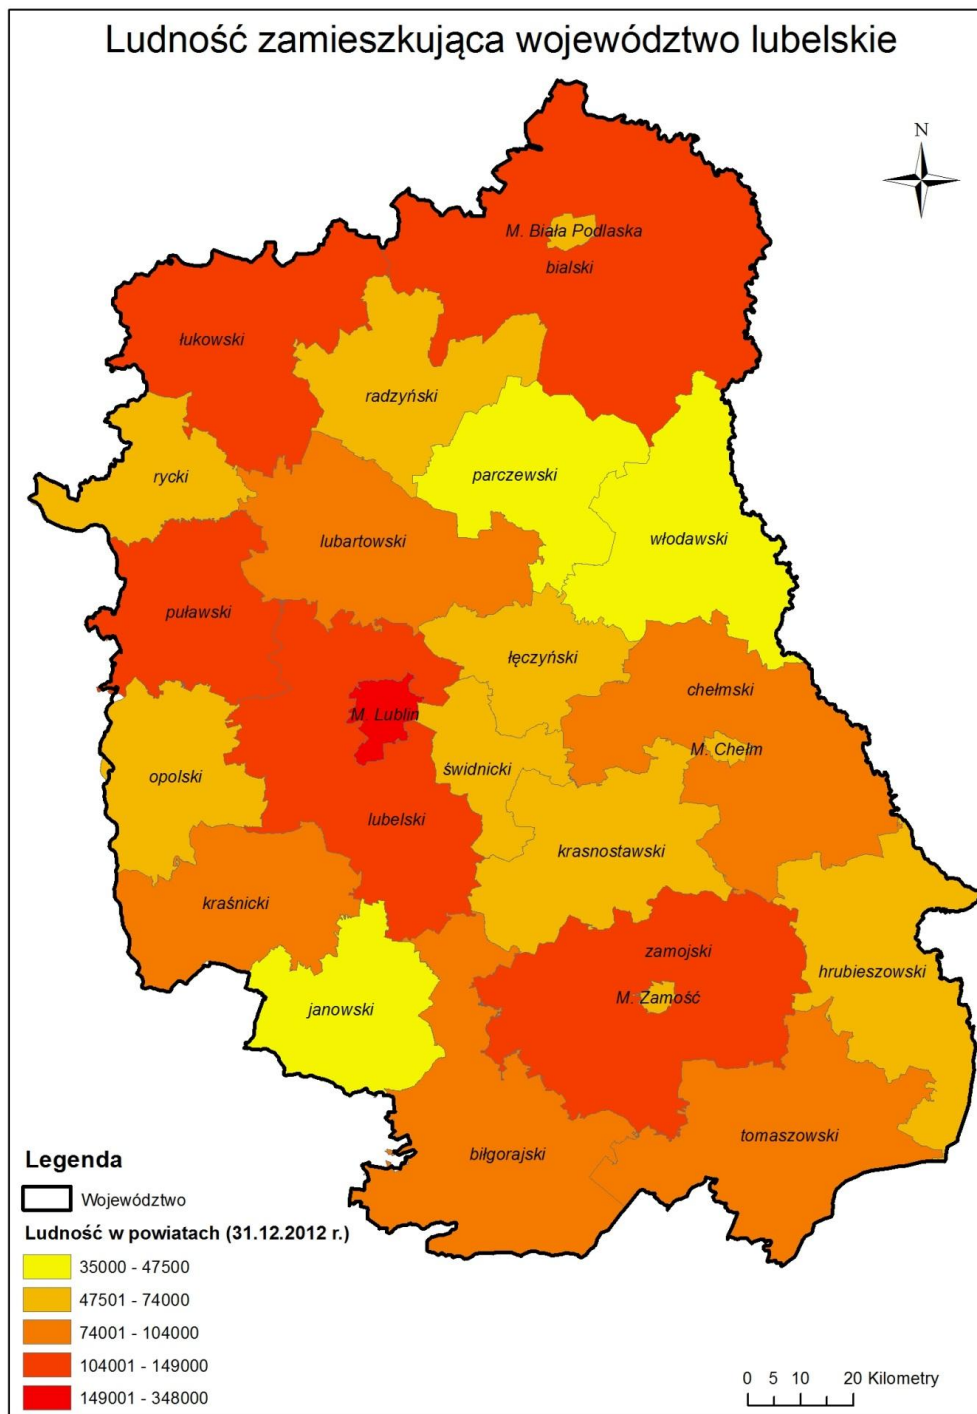 Ludność zamieszkująca województwo lubelskie
N
M. Biała Podlaska
bialski
łukowski
radzyński
rycki
parczewski
lubartowski
włodawski
puławski
łęczyński
chełmski
M. Lublin
M. Chełm
opolski
świdnicki
lubelski
krasnostawski
kraśnicki
zamojski
hrubieszowski
M. Zamość
janowski
tomaszowski
biłgorajski
Legenda
Województwo
Ludność w powiatach (31.12.2012 r.)
35000 - 47500
47501 - 74000
74001 - 104000
104001 - 149000
149001 - 348000
0 5 10 20 Kilometry